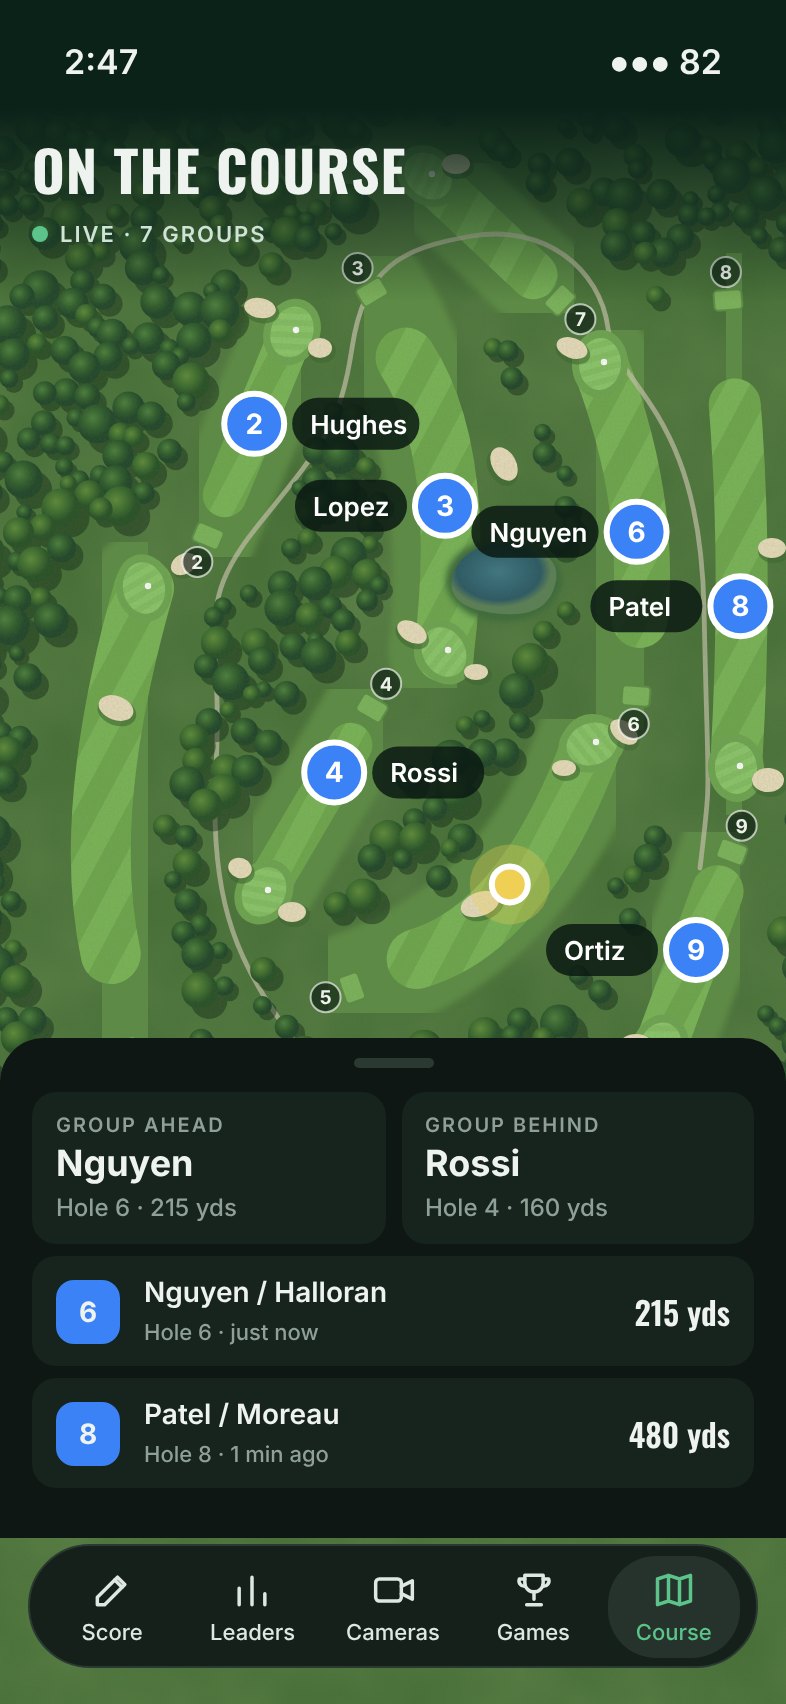 2:47
82
ON THE COURSE
LIVE · 7 GROUPS
3
8
7
2 Hughes
Lopez 3
Nguyen 6
2
Patel 8
4
6
4 Rossi
9
Ortiz 9
5
GROUP AHEAD
Nguyen
Hole 6 · 215 yds
GROUP BEHIND
Rossi
Hole 4 · 160 yds
6
Nguyen / Halloran
Hole 6 · just now
215 yds
8
Patel / Moreau
Hole 8 · 1 min ago
480 yds
Score
Leaders
Cameras
Games
Course